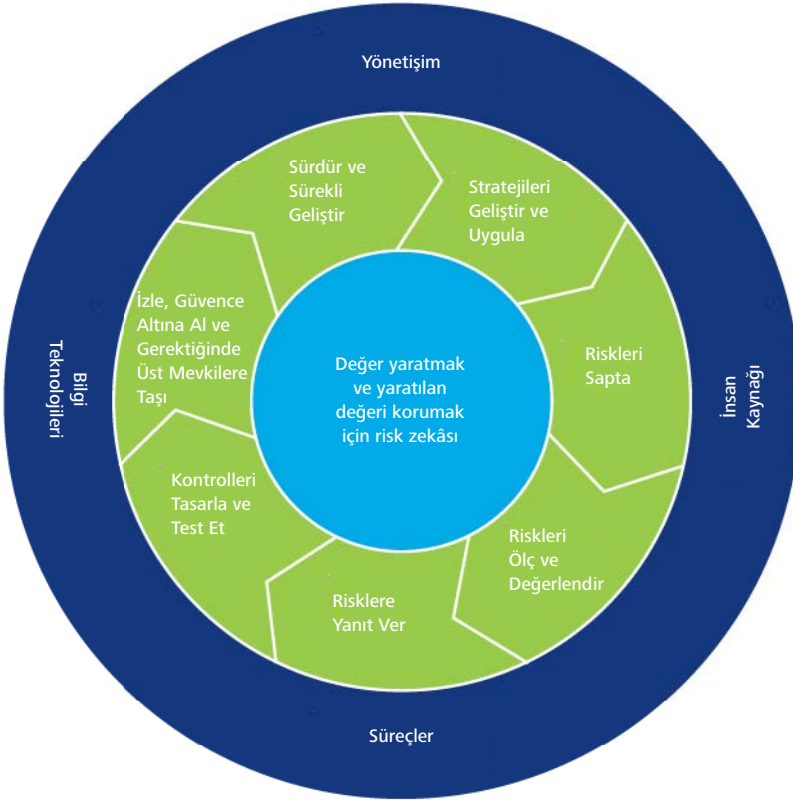 Yönetişim
Sürdür ve
Sürekli
Geliştir
Stratejileri
Geliştir ve
Uygula
İzle, Güvence
Altına Al ve
Gerektiğinde
Üst Mevkilere
Taşı
Riskleri
Sapta
Değer yaratmak
ve yaratılan
değeri korumak
için risk zekâsı
Bilgi
Teknolojileri
İnsan
Kaynağı
Kontrolleri
Tasarla ve
Test Et
Riskleri
Ölç ve
Değerlendir
Risklere
Yanıt Ver
Süreçler